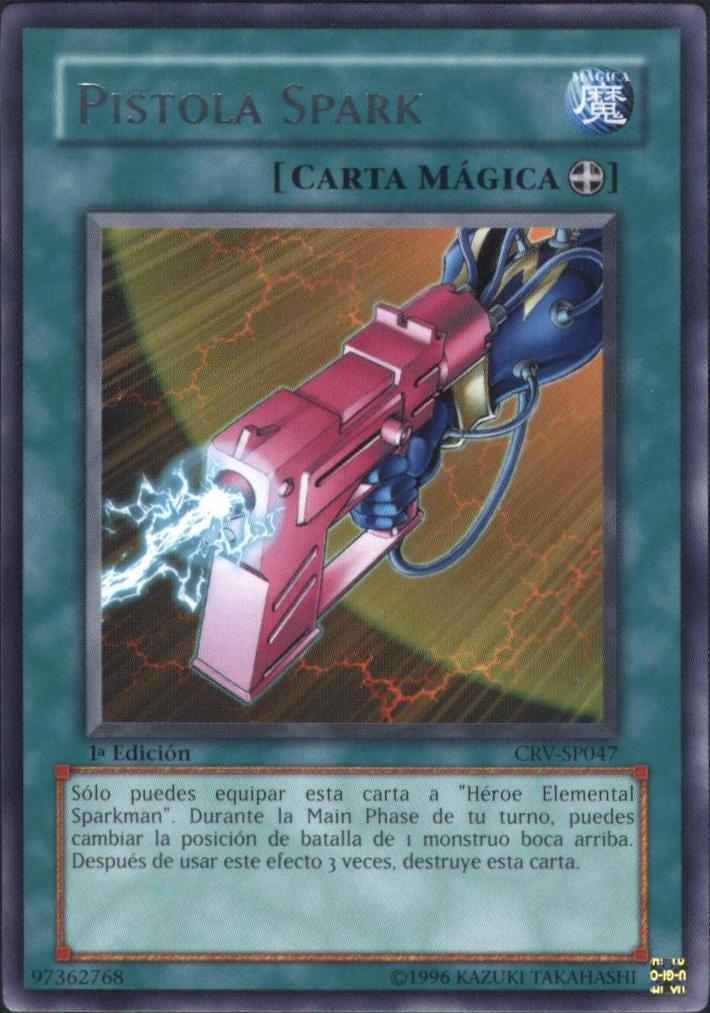 PISTOLA SPARK
MÁGICA
魔
[CARTA MÁGICA]
1ª Edición
CRV-SP047
Sólo puedes equipar esta carta a "Héroe Elemental
Sparkman". Durante la Main Phase de tu turno, puedes
cambiar la posición de batalla de 1 monstruo boca arriba.
Después de usar este efecto 3 veces, destruye esta carta.
97362768
©1996 KAZUKI TAKAHASHI